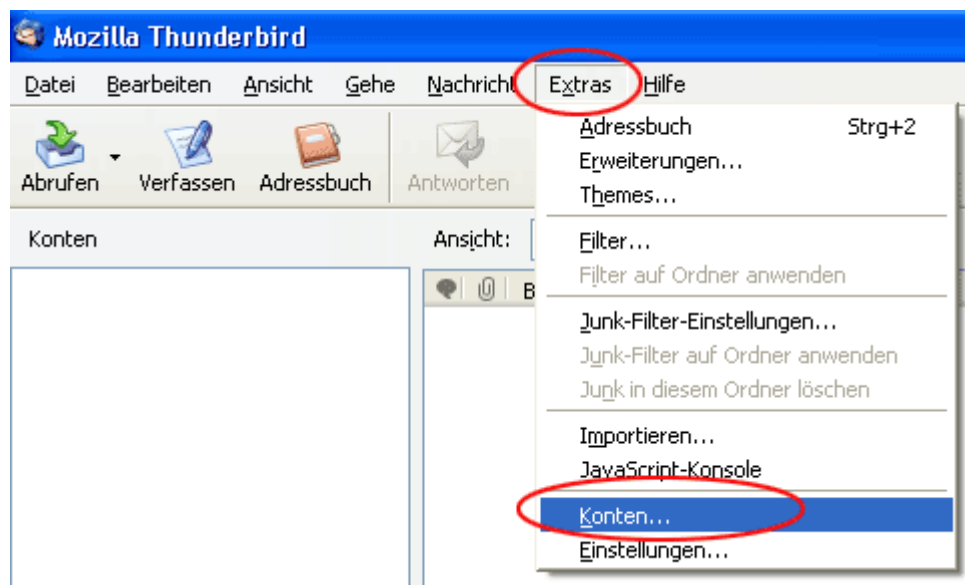 Mozilla Thunderbird
Datei Bearbeiten Ansicht Gehe Nachricht Extras Hilfe
Abrufen Verfassen Adressbuch Antworten
Konten Ansicht:
B
Adressbuch Strg+2
Erweiterungen...
Themes...
Filter...
Filter auf Ordner anwenden
Junk-Filter-Einstellungen...
Junk-Filter auf Ordner anwenden
Junk in diesem Ordner löschen
Importieren...
JavaScript-Konsole
Konten...
Einstellungen...